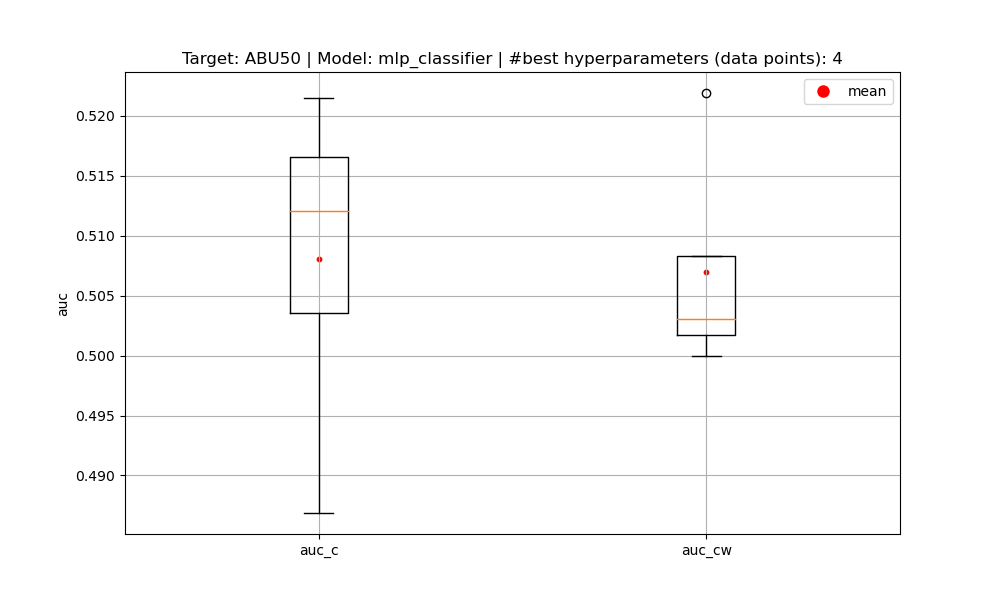 Target: ABU50 | Model: mlp_classifier | #best hyperparameters (data points): 4
mean
0.520
0.515
0.510
0.505
0.500
0.495
0.490
auc
auc_c
auc_cw